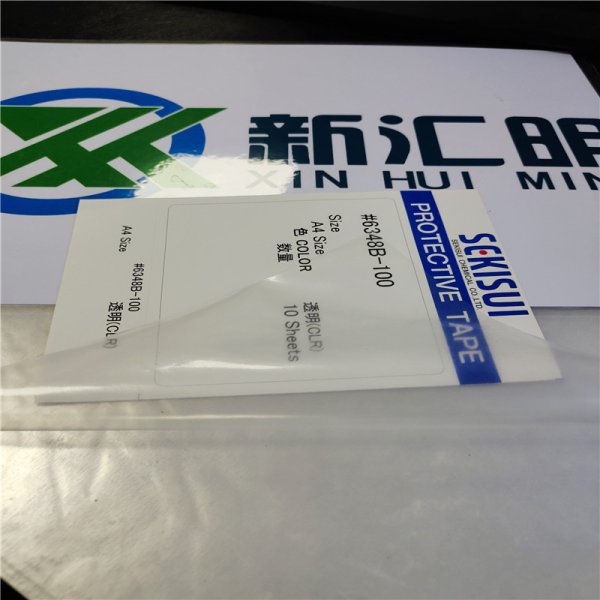 新汇明
XIN HUI MIN
SEKISUI
SEKISUI CHEMICAL CO.,LTD.
PROTECTIVE TAPE
#6348B-100
Size
A4 Size
色 COLOR 透明(CLR)
数量 10 Sheets
#6348B-100
A4 Size 透明(CLR)